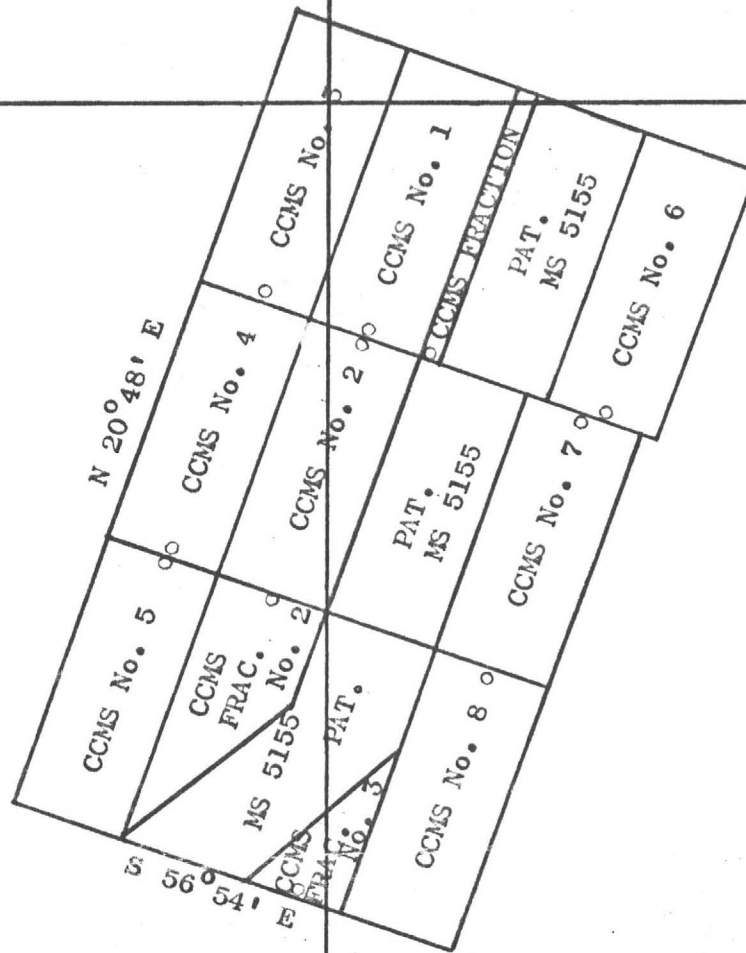 CCMS No.
CCMS No. 1
CCMS FRACTION
PAT.
MS 5155
CCMS No. 6
N 20°48' E
CCMS No. 4
CCMS No. 2
PAT.
MS 5155
CCMS No. 7
CCMS No. 5
CCMS
FRAC.
No. 2
MS 5155
PAT.
CCMS
FRAC.
No. 3
CCMS No. 8
S 56°54' E